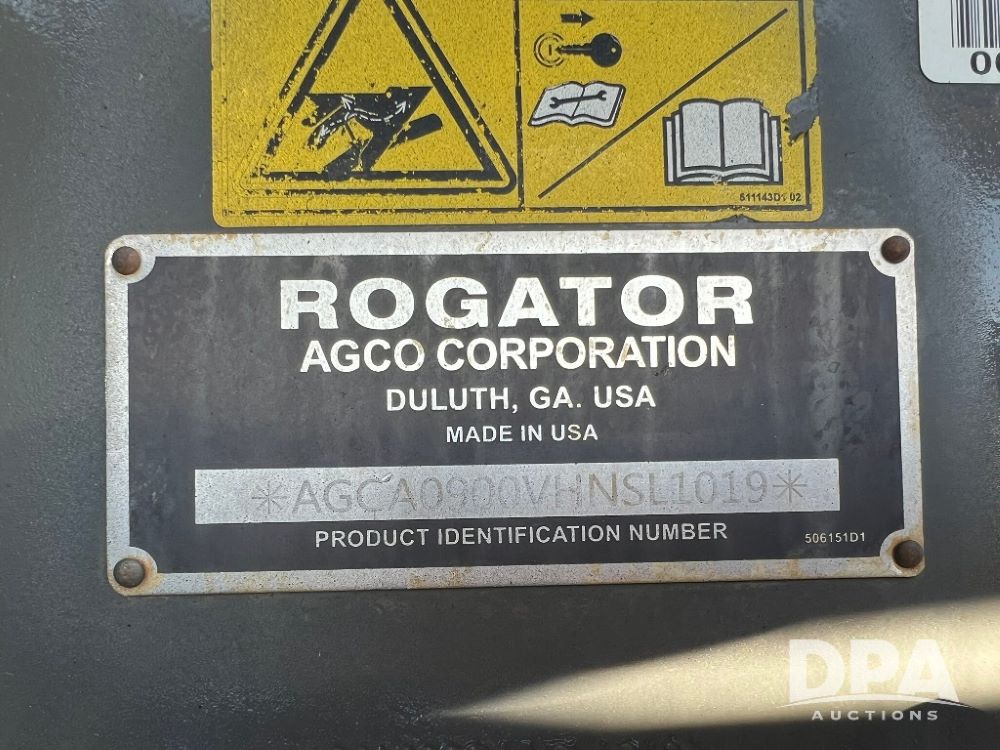 511143D1 02
ROGATOR
AGCO CORPORATION
DULUTH, GA. USA
MADE IN USA
*AGCA0900VHNSL1019*
PRODUCT IDENTIFICATION NUMBER
506151D1
DPA
AUCTIONS